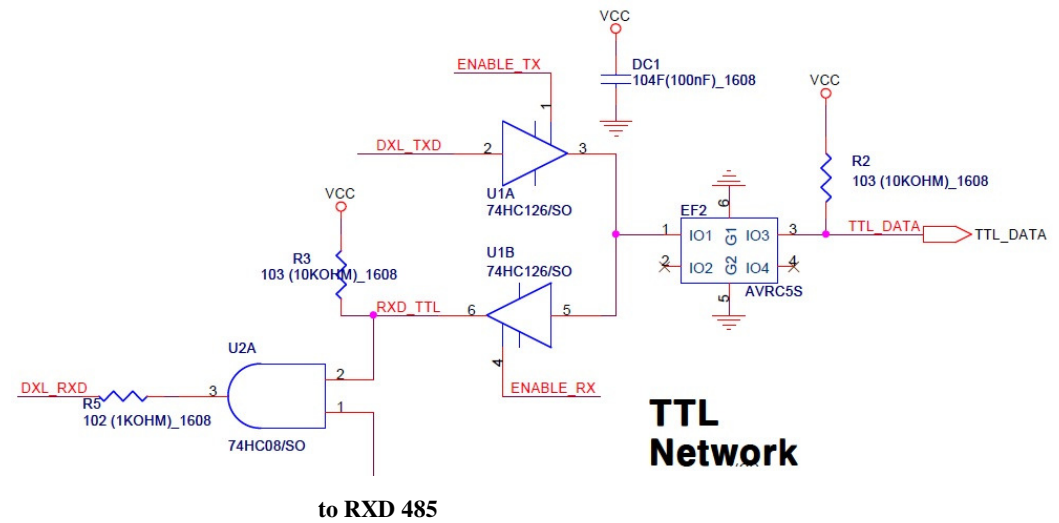 VCC
ENABLE_TX
DC1
104F(100nF)_1608
VCC
1
DXL_TXD
2
3
R2
103 (10KOHM)_1608
U1A
74HC126/SO
VCC
6
EF2
1
IO1
G1
IO3
3
TTL_DATA
TTL_DATA
R3
103 (10KOHM)_1608
U1B
74HC126/SO
2
IO2
G2
IO4
4
AVRC5S
5
RXD_TTL
6
5
4
ENABLE_RX
U2A
2
DXL_RXD
3
1
R5
102 (1KOHM)_1608
74HC08/SO
TTL
Network
to RXD 485